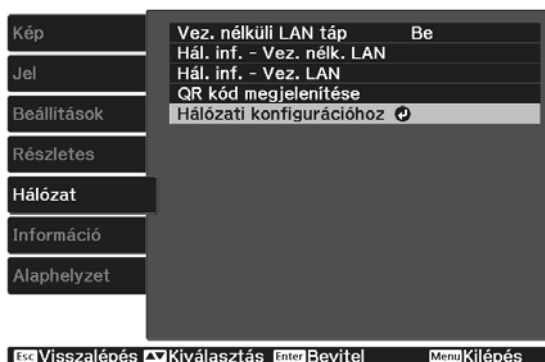 Kép
Jel
Beállítások
Részletes
Hálózat
Információ
Alaphelyzet
Vez. nélküli LAN táp Be
Hál. inf. - Vez. nélk. LAN
Hál. inf. - Vez. LAN
QR kód megjelenítése
Hálózati konfigurációhoz
Esc Visszalépés Kiválasztás Enter Bevitel Menu Kilépés